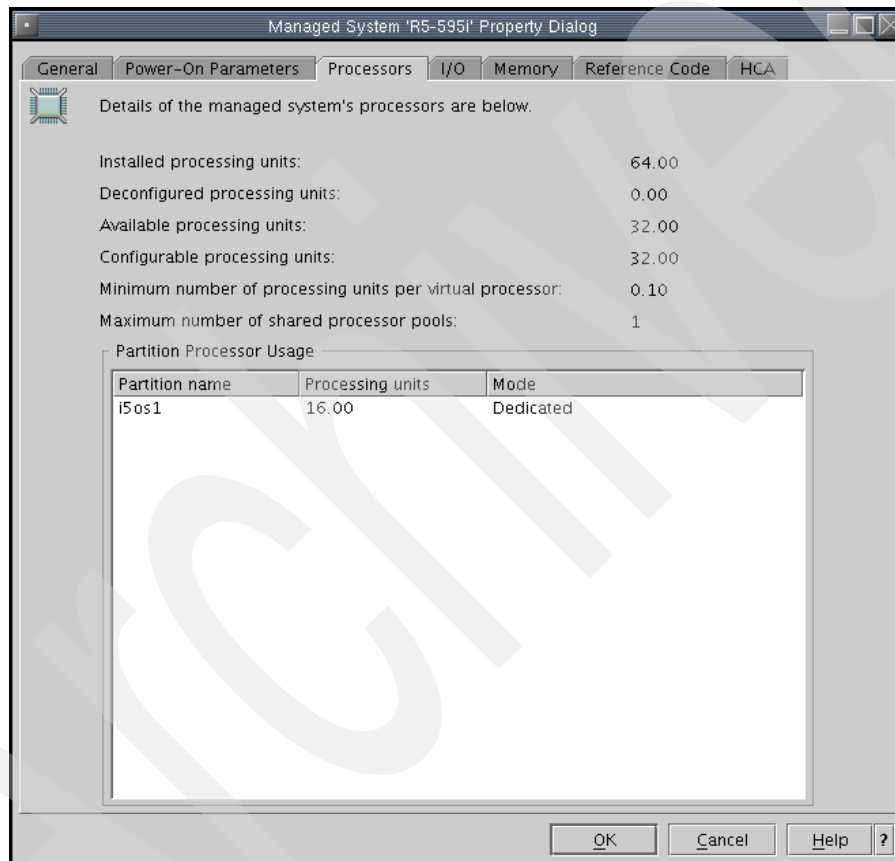 Managed System 'R5-595i' Property Dialog
General Power-On Parameters Processors I/O Memory Reference Code HCA
Details of the managed system's processors are below.
Installed processing units: 64.00
Deconfigured processing units: 0.00
Available processing units: 32.00
Configurable processing units: 32.00
Minimum number of processing units per virtual processor: 0.10
Maximum number of shared processor pools: 1
Partition Processor Usage
Partition name Processing units Mode
i5os1 16.00 Dedicated
OK Cancel Help ?